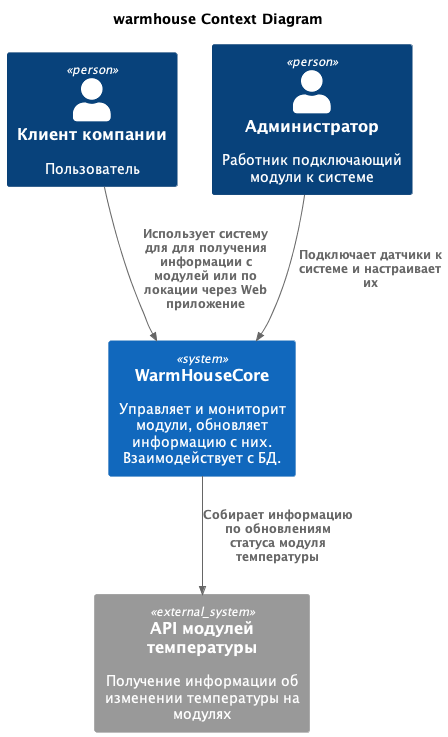 warmhouse Context Diagram
«person»
Клиент компании
Пользователь
«person»
Администратор
Работник подключающий
модули к системе
Использует систему
для для получения
информации с
модулей или по
локации через Web
приложение
Подключает датчики к
системе и настраивает
их
«system»
WarmHouseCore
Управляет и мониторит
модули, обновляет
информацию с них.
Взаимодействует с БД.
Собирает информацию
по обновлениям
статуса модуля
температуры
«external_system»
API модулей
температуры
Получение информации об
изменении температуры на
модулях